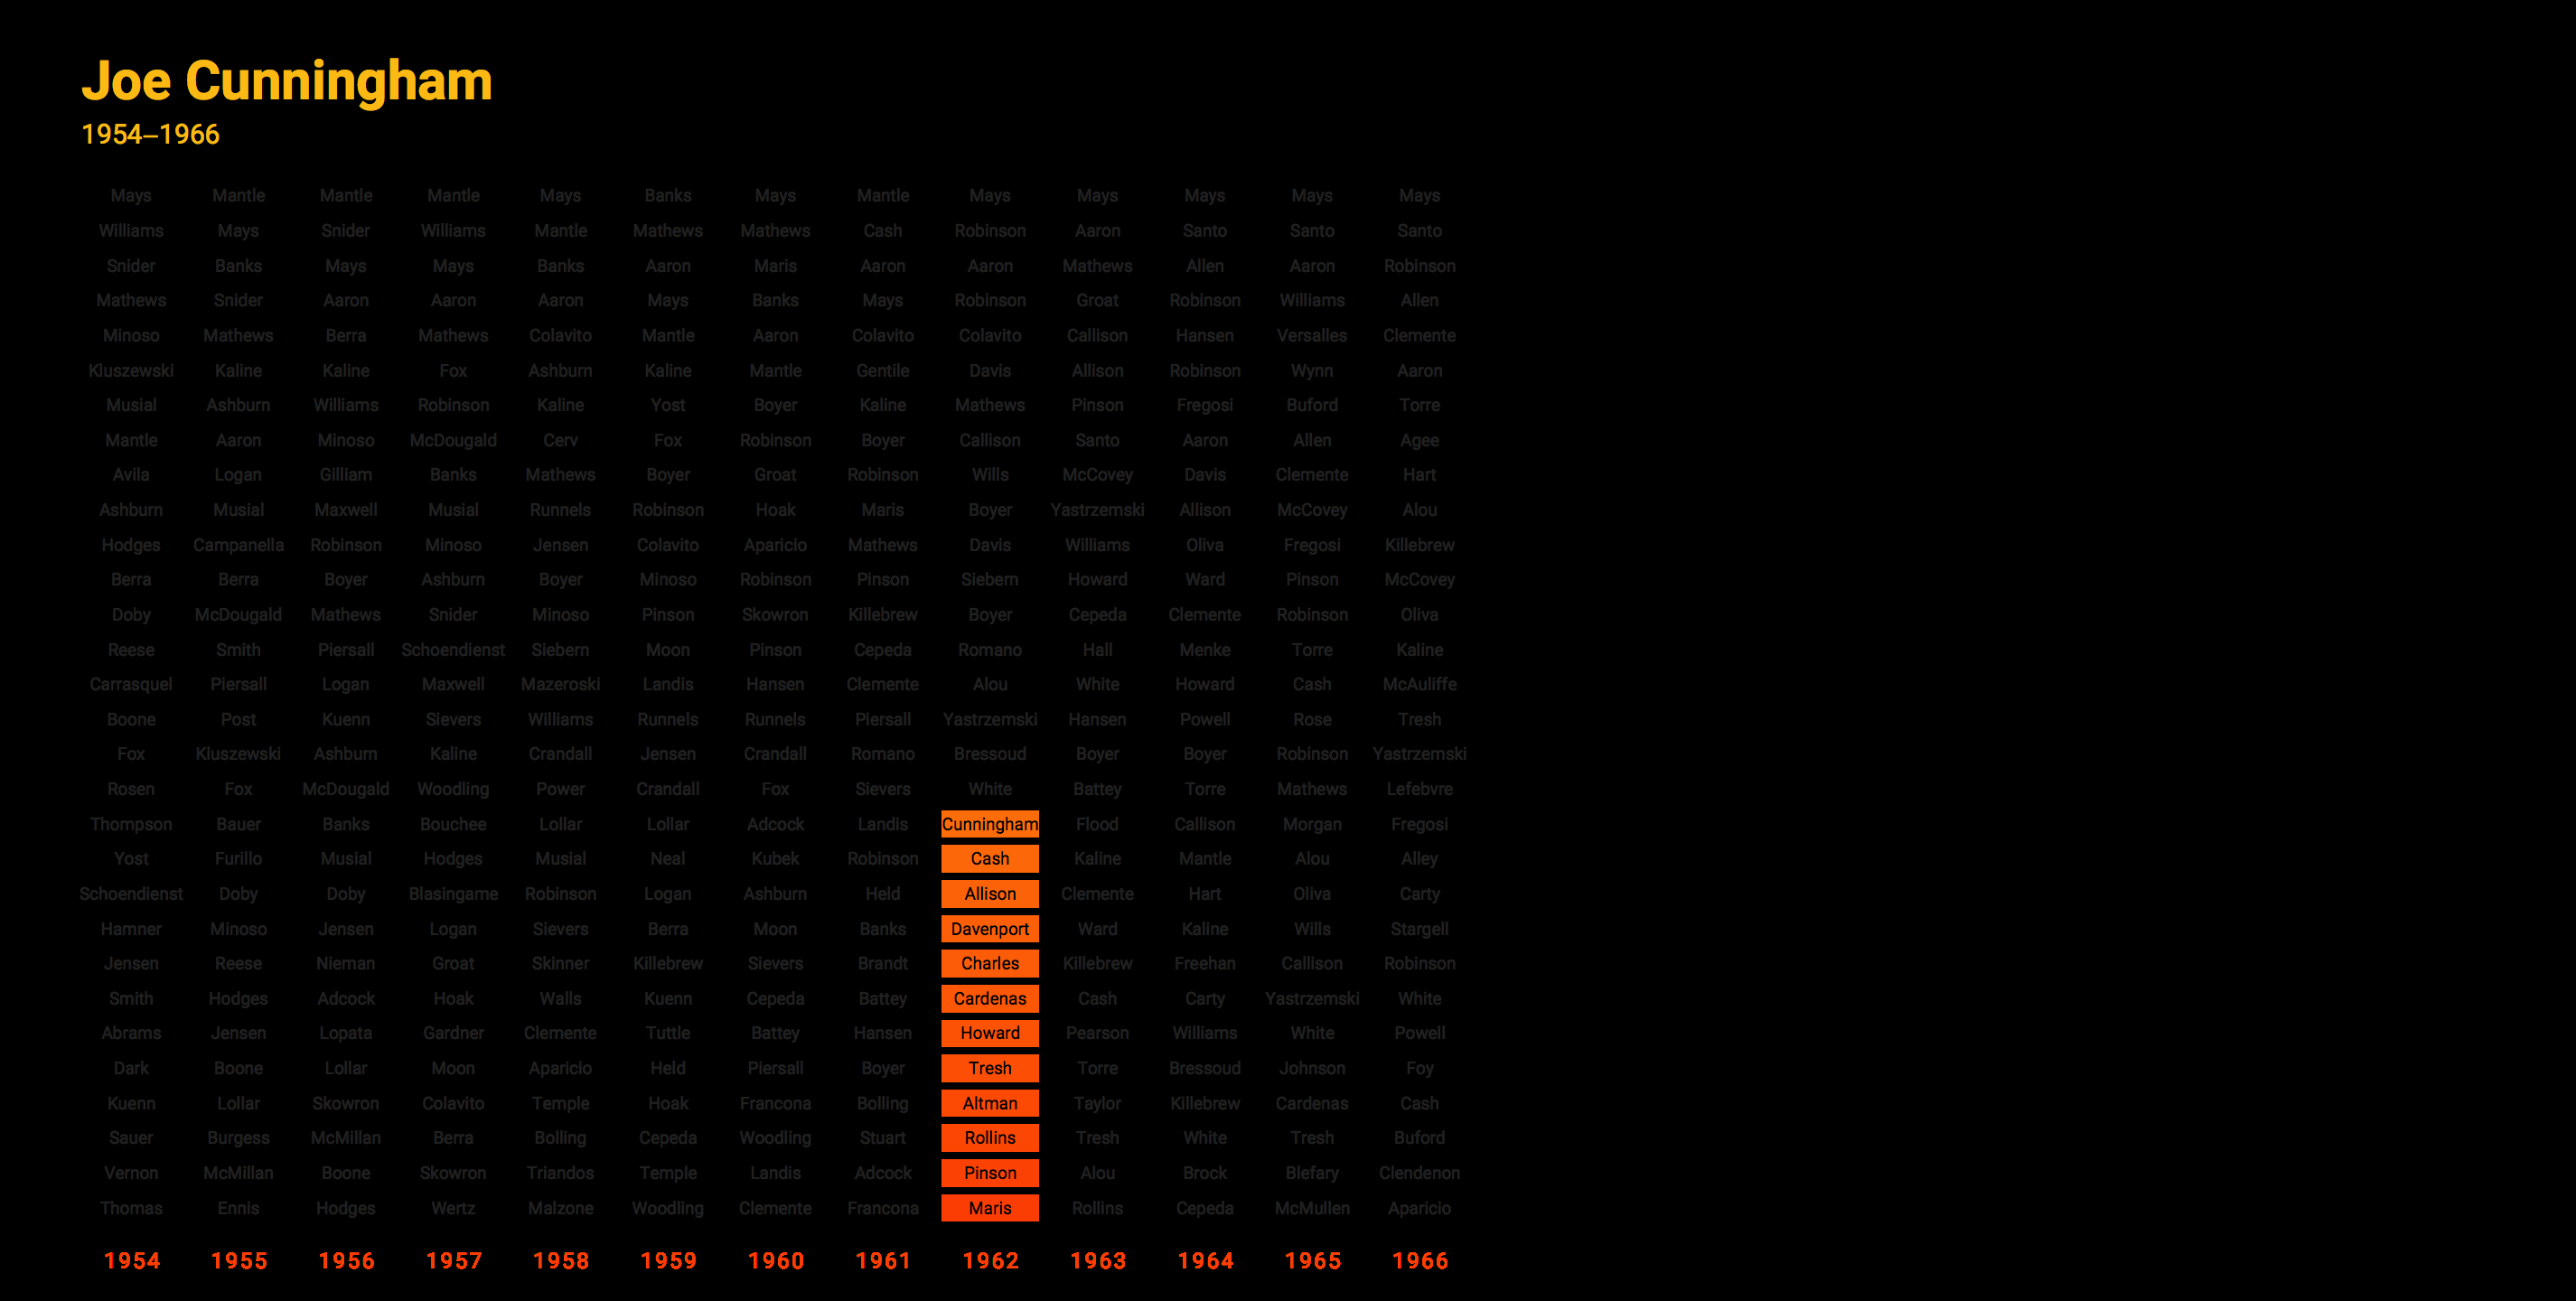 Joe Cunningham
1954–1966
Mays Mantle Mantle Mantle Mays Banks Mays Mantle Mays Mays Mays Mays Mays
Williams Mays Snider Williams Mantle Mathews Mathews Cash Robinson Aaron Santo Santo Santo
Snider Banks Mays Mays Banks Aaron Maris Aaron Aaron Mathews Allen Aaron Robinson
Mathews Snider Aaron Aaron Aaron Mays Banks Mays Robinson Groat Robinson Williams Allen
Minoso Mathews Berra Mathews Colavito Mantle Aaron Colavito Colavito Callison Hansen Versalles Clemente
Kluszewski Kaline Kaline Fox Ashburn Kaline Mantle Gentile Davis Allison Robinson Wynn Aaron
Musial Ashburn Williams Robinson Kaline Yost Boyer Kaline Mathews Pinson Fregosi Buford Torre
Mantle Aaron Minoso McDougald Cerv Fox Robinson Boyer Callison Santo Aaron Allen Agee
Avila Logan Gilliam Banks Mathews Boyer Groat Robinson Wills McCovey Davis Clemente Hart
Ashburn Musial Maxwell Musial Runnels Robinson Hoak Maris Boyer Yastrzemski Allison McCovey Alou
Hodges Campanella Robinson Minoso Jensen Colavito Aparicio Mathews Davis Williams Oliva Fregosi Killebrew
Berra Berra Boyer Ashburn Boyer Minoso Robinson Pinson Siebern Howard Ward Pinson McCovey
Doby McDougald Mathews Snider Minoso Pinson Skowron Killebrew Boyer Cepeda Clemente Robinson Oliva
Reese Smith Piersall Schoendienst Siebern Moon Pinson Cepeda Romano Hall Menke Torre Kaline
Carrasquel Piersall Logan Maxwell Mazeroski Landis Hansen Clemente Alou White Howard Cash McAuliffe
Boone Post Kuenn Sievers Williams Runnels Runnels Piersall Yastrzemski Hansen Powell Rose Tresh
Fox Kluszewski Ashburn Kaline Crandall Jensen Crandall Romano Bressoud Boyer Boyer Robinson Yastrzemski
Rosen Fox McDougald Woodling Power Crandall Fox Sievers White Battey Torre Mathews Lefebvre
Thompson Bauer Banks Bouchee Lollar Lollar Adcock Landis Cunningham Flood Callison Morgan Fregosi
Yost Furillo Musial Hodges Musial Neal Kubek Robinson Cash Kaline Mantle Alou Alley
Schoendienst Doby Doby Blasingame Robinson Logan Ashburn Held Allison Clemente Hart Oliva Carty
Hamner Minoso Jensen Logan Sievers Berra Moon Banks Davenport Ward Kaline Wills Stargell
Jensen Reese Nieman Groat Skinner Killebrew Sievers Brandt Charles Killebrew Freehan Callison Robinson
Smith Hodges Adcock Hoak Walls Kuenn Cepeda Battey Cardenas Cash Carty Yastrzemski White
Abrams Jensen Lopata Gardner Clemente Tuttle Battey Hansen Howard Pearson Williams White Powell
Dark Boone Lollar Moon Aparicio Held Piersall Boyer Tresh Torre Bressoud Johnson Foy
Kuenn Lollar Skowron Colavito Temple Hoak Francona Bolling Altman Taylor Killebrew Cardenas Cash
Sauer Burgess McMillan Berra Bolling Cepeda Woodling Stuart Rollins Tresh White Tresh Buford
Vernon McMillan Boone Skowron Triandos Temple Landis Adcock Pinson Alou Brock Blefary Clendenon
Thomas Ennis Hodges Wertz Malzone Woodling Clemente Francona Maris Rollins Cepeda McMullen Aparicio
1954 1955 1956 1957 1958 1959 1960 1961 1962 1963 1964 1965 1966